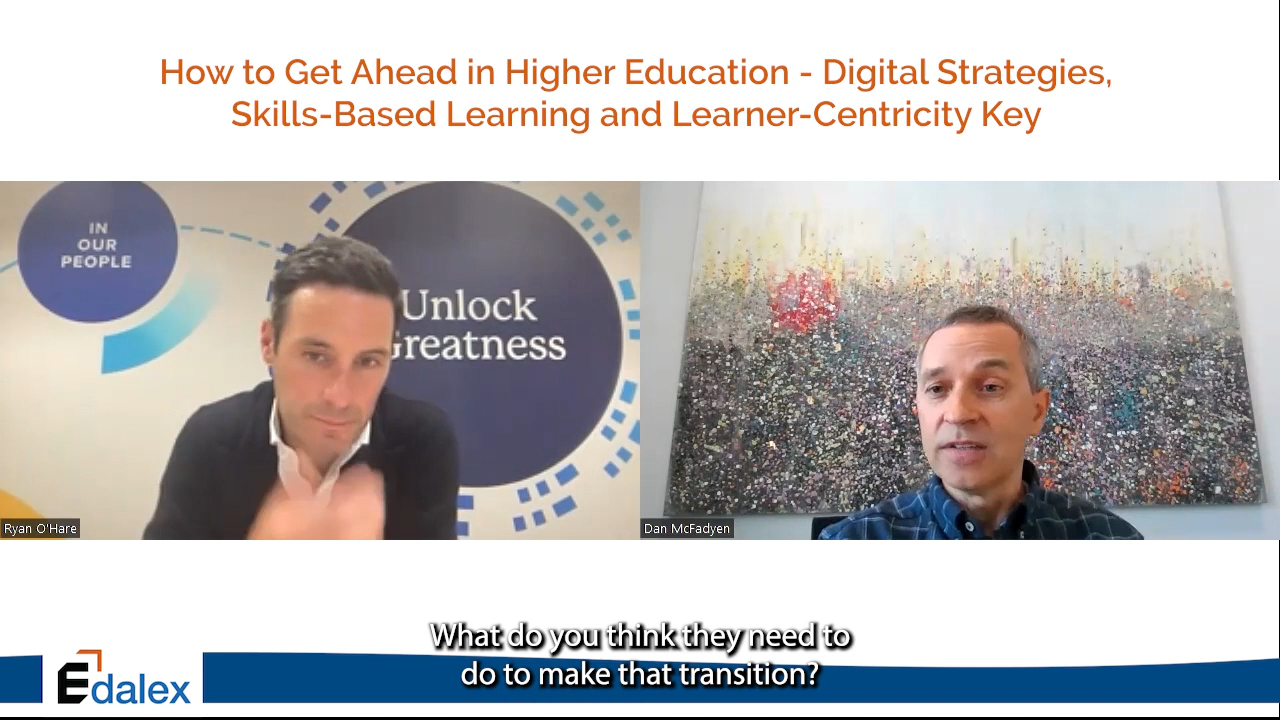 How to Get Ahead in Higher Education - Digital Strategies,
Skills-Based Learning and Learner-Centricity Key
IN
OUR
PEOPLE
Unlock
Greatness
Ryan O'Hare
Dan McFadyen
What do you think they need to
do to make that transition?
Edalex